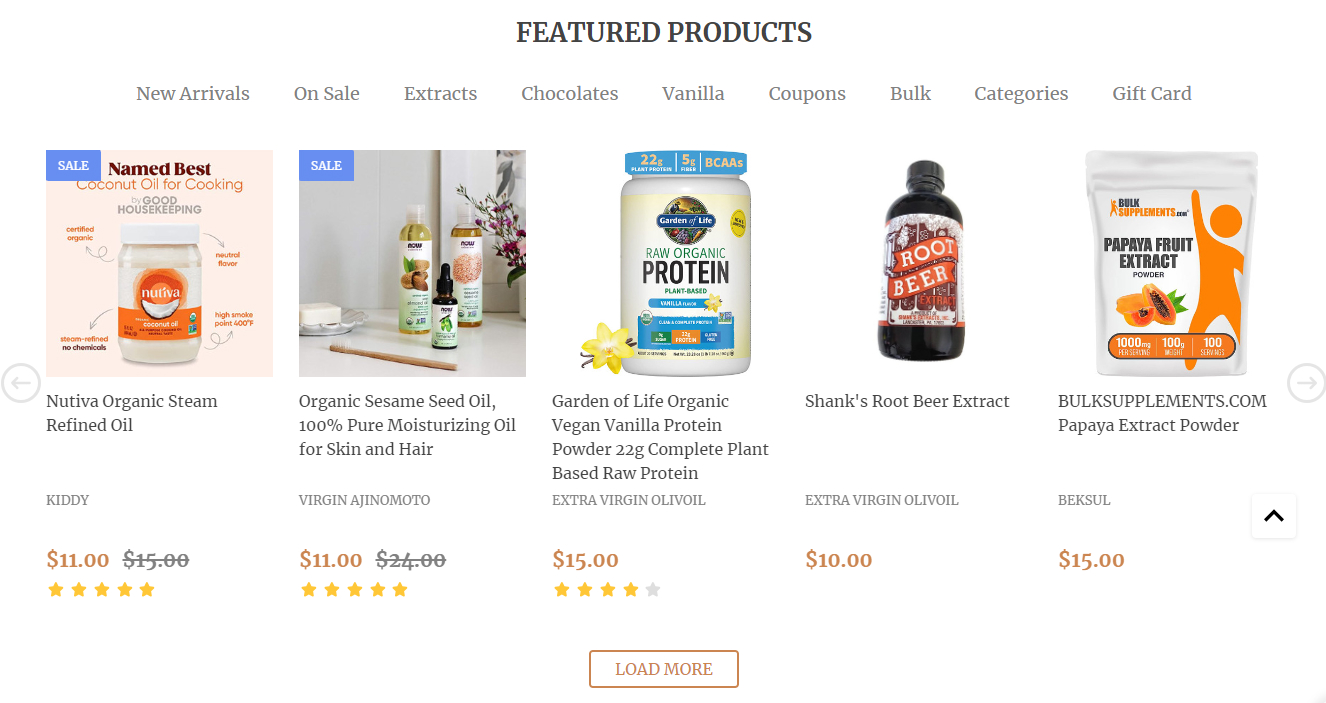 FEATURED PRODUCTS
New Arrivals On Sale Extracts Chocolates Vanilla Coupons Bulk Categories Gift Card
SALE
Named Best
Coconut Oil for Cooking
by GOOD
HOUSEKEEPING
certified
organic
neutral
flavor
nutiva
coconut oil
high smoke
point 400°F
steam-refined
no chemicals
SALE
now
now
now
22g
PLANT PROTEIN
5g
FIBER
BCAAs
Garden of Life
RAW ORGANIC
PROTEIN
PLANT-BASED
VANILLA FLAVOR
CLEAN & COMPLETE PROTEIN
22g
PROTEIN
ROOT
BEER
EXTRACT
BULK
SUPPLEMENTS.com
PAPAYA FRUIT
EXTRACT
POWDER
1000mg
PER SERVING
100g
WEIGHT
100
SERVINGS
Nutiva Organic Steam
Refined Oil
KIDDY
$11.00 $15.00
Organic Sesame Seed Oil,
100% Pure Moisturizing Oil
for Skin and Hair
VIRGIN AJINOMOTO
$11.00 $24.00
Garden of Life Organic
Vegan Vanilla Protein
Powder 22g Complete Plant
Based Raw Protein
EXTRA VIRGIN OLIVOIL
$15.00
Shank's Root Beer Extract
EXTRA VIRGIN OLIVOIL
$10.00
BULKSUPPLEMENTS.COM
Papaya Extract Powder
BEKSUL
$15.00
LOAD MORE